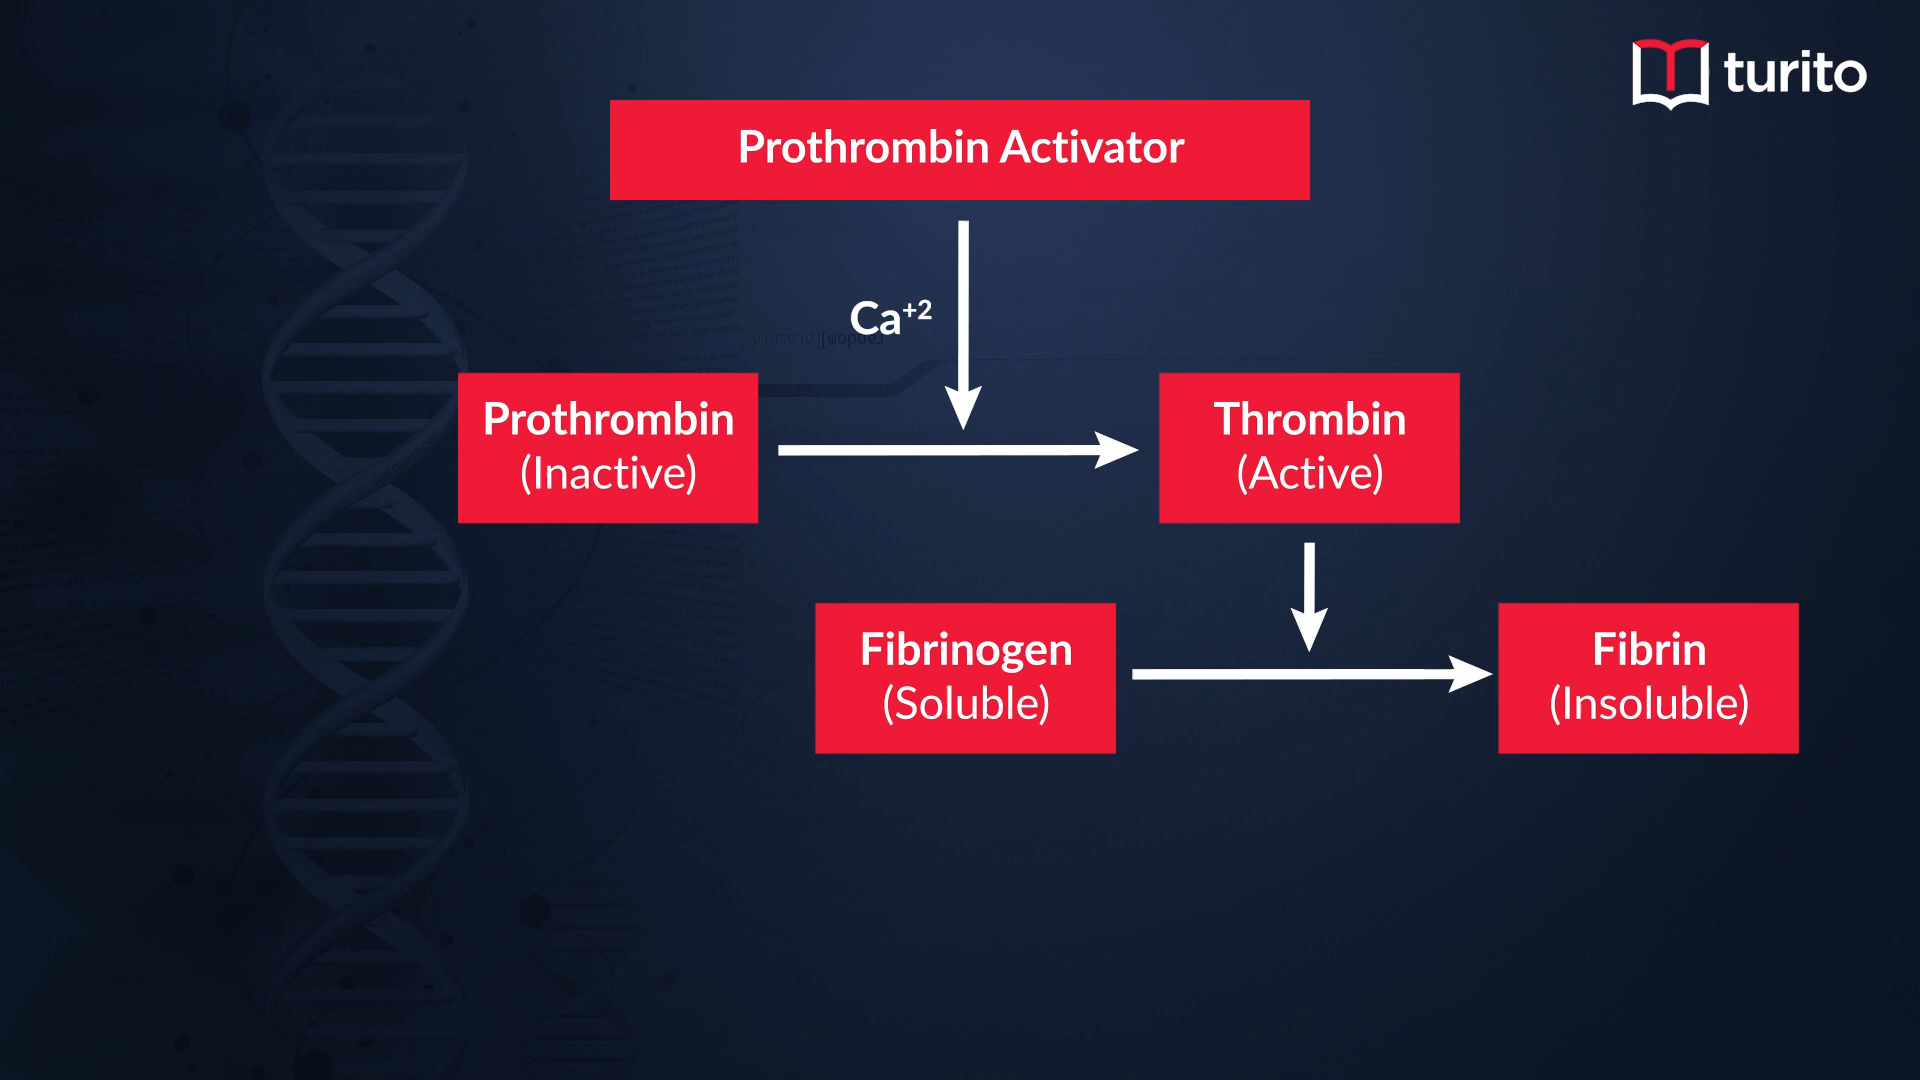 turito
Prothrombin Activator
Ca⁺²
Prothrombin
(Inactive)
Thrombin
(Active)
Fibrinogen
(Soluble)
Fibrin
(Insoluble)